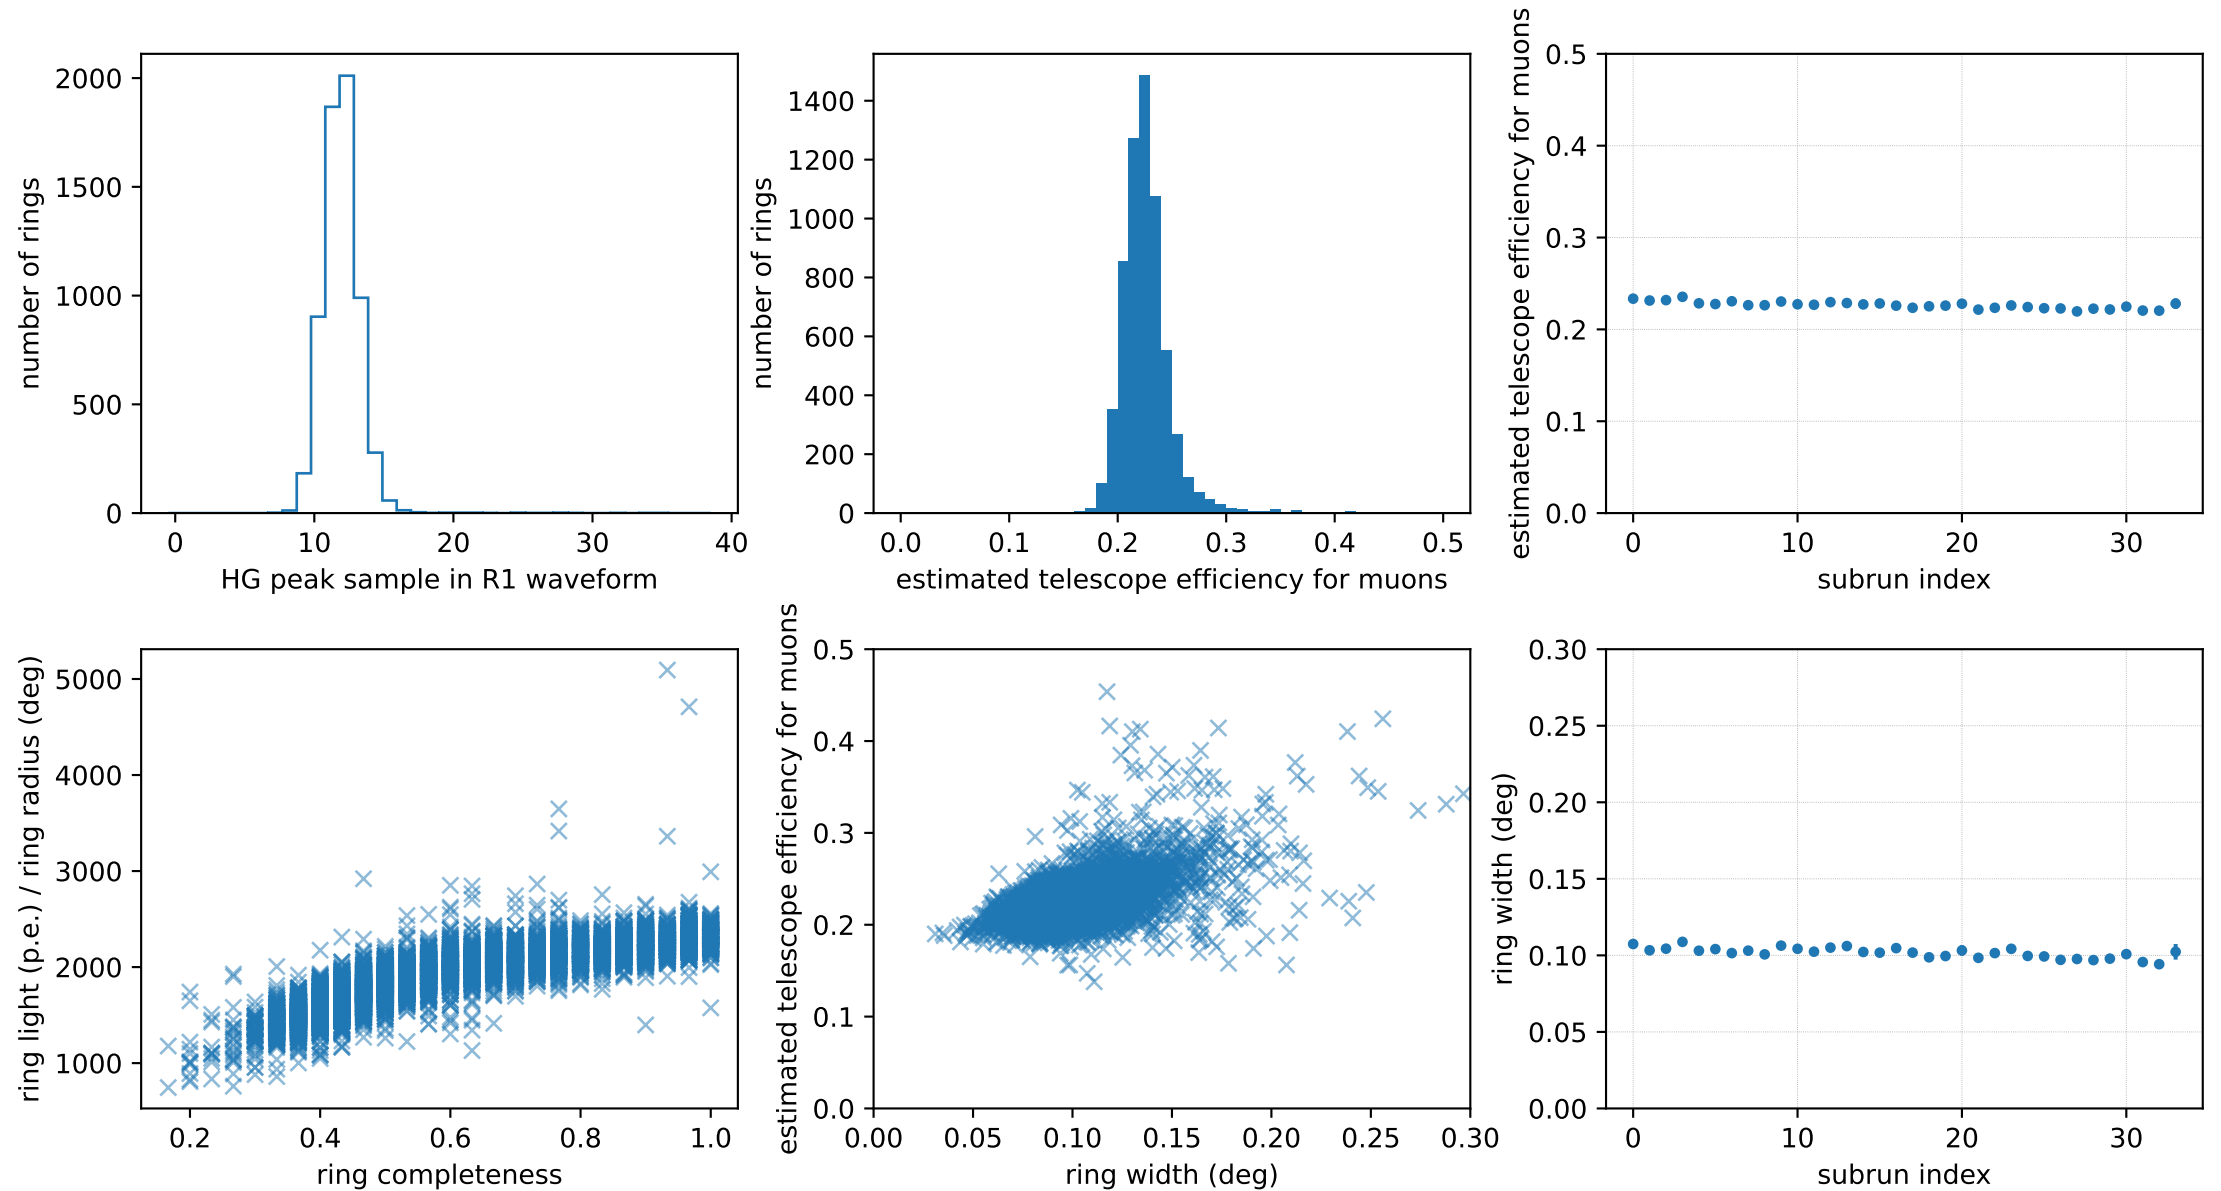 number of rings
2000
1500
1000
500
0
0 10 20 30 40
HG peak sample in R1 waveform
number of rings
1400
1200
1000
800
600
400
200
0
0.0 0.1 0.2 0.3 0.4 0.5
estimated telescope efficiency for muons
estimated telescope efficiency for muons
0.5
0.4
0.3
0.2
0.1
0.0
0 10 20 30
subrun index
ring light (p.e.) / ring radius (deg)
5000
4000
3000
2000
1000
0.2 0.4 0.6 0.8 1.0
ring completeness
estimated telescope efficiency for muons
0.5
0.4
0.3
0.2
0.1
0.0
0.00 0.05 0.10 0.15 0.20 0.25 0.30
ring width (deg)
ring width (deg)
0.30
0.25
0.20
0.15
0.10
0.05
0.00
0 10 20 30
subrun index